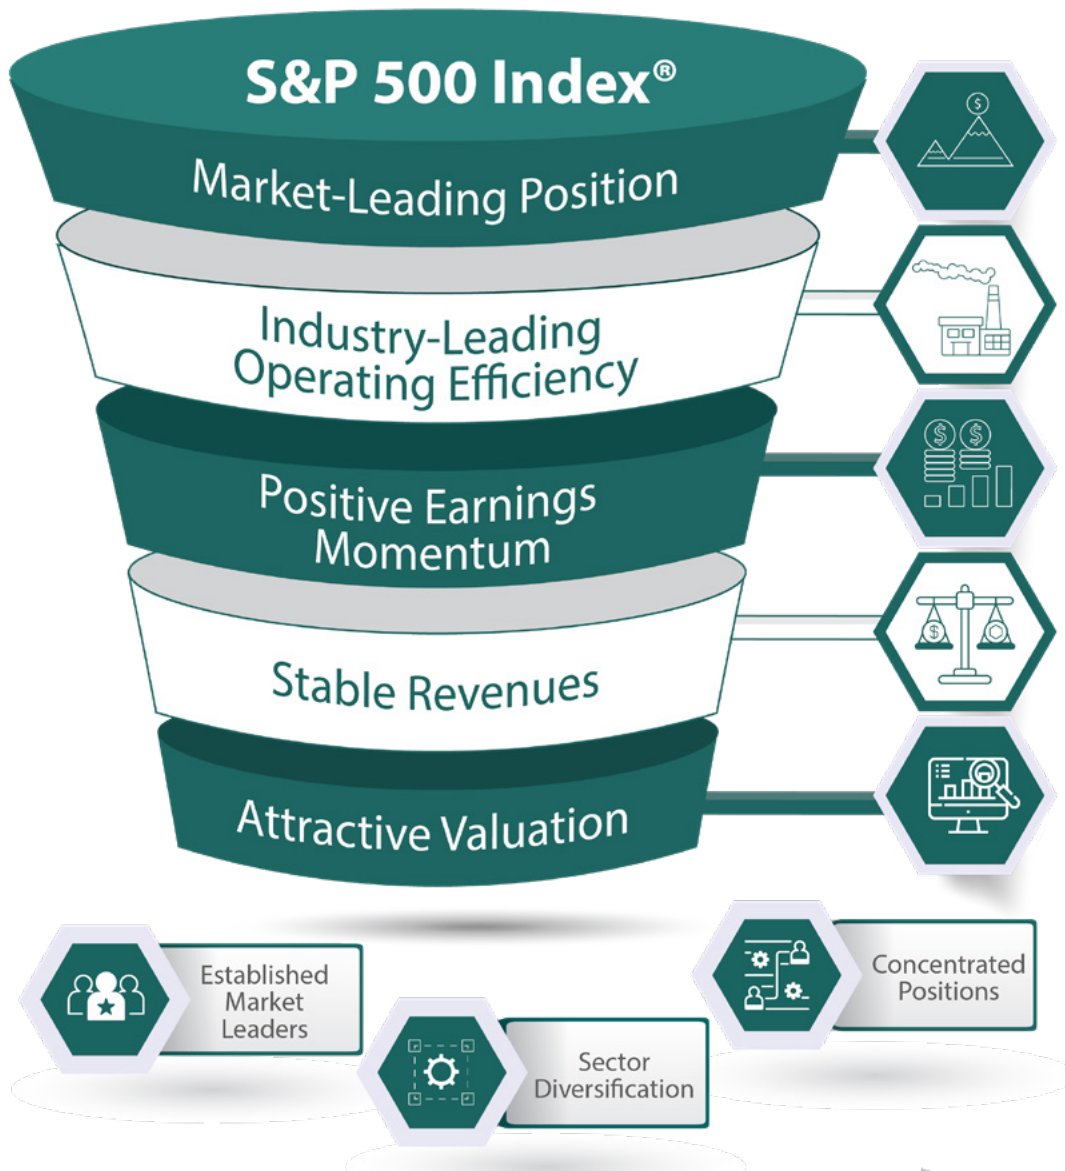 S&P 500 Index®
Market-Leading Position
Industry-Leading
Operating Efficiency
Positive Earnings
Momentum
Stable Revenues
Attractive Valuation
Established
Market
Leaders
Sector
Diversification
Concentrated
Positions